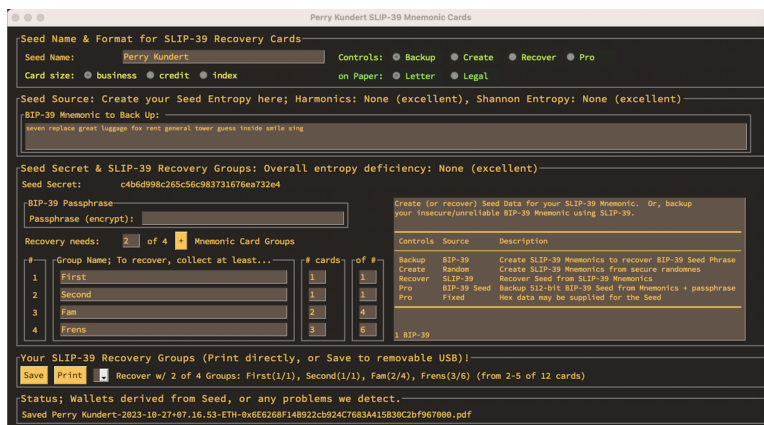 Perry Kundert SLIP-39 Mnemonic Cards
Seed Name & Format for SLIP-39 Recovery Cards
Seed Name: Perry Kundert Controls: Backup Create Recover Pro
Card size: business credit index on Paper: Letter Legal
Seed Source: Create your Seed Entropy here; Harmonics: None (excellent), Shannon Entropy: None (excellent)
BIP-39 Mnemonic to Back Up:
seven replace great luggage fox rent general tower guess inside smile sing
Seed Secret & SLIP-39 Recovery Groups: Overall entropy deficiency: None (excellent)
Seed Secret: c4b6d998c265c56c983731676ea732e4
BIP-39 Passphrase
Passphrase (encrypt):
Recovery needs: 2 of 4 + Mnemonic Card Groups
# Group Name; To recover, collect at least... # cards of #
1 First 1 1
2 Second 1 1
3 Fam 2 4
4 Frens 3 6
Create (or recover) Seed Data for your SLIP-39 Mnemonic. Or, backup
your insecure/unreliable BIP-39 Mnemonic using SLIP-39.
Controls Source Description
Backup BIP-39 Create SLIP-39 Mnemonics to recover BIP-39 Seed Phrase
Create Random Create SLIP-39 Mnemonics from secure randomnes
Recover SLIP-39 Recover Seed from SLIP-39 Mnemonics
Pro BIP-39 Seed Backup 512-bit BIP-39 Seed from Mnemonics + passphrase
Pro Fixed Hex data may be supplied for the Seed
1 BIP-39
Your SLIP-39 Recovery Groups (Print directly, or Save to removable USB)!
Save Print Recover w/ 2 of 4 Groups: First(1/1), Second(1/1), Fam(2/4), Frens(3/6) (from 2-5 of 12 cards)
Status; Wallets derived from Seed, or any problems we detect.
Saved Perry Kundert-2023-10-27+07.16.53-ETH-0x6E6268F14B922cb924C7683A415B30C2bf967000.pdf